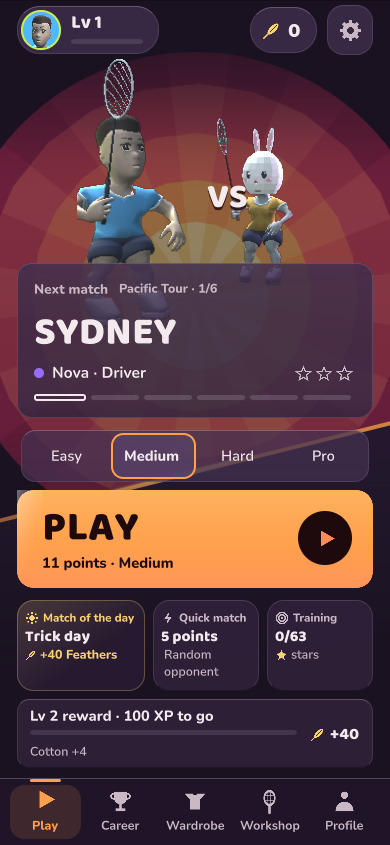 Lv 1
0
VS
Next match Pacific Tour · 1/6
SYDNEY
Nova · Driver
Easy
Medium
Hard
Pro
PLAY
11 points · Medium
Match of the day
Trick day
+40 Feathers
Quick match
5 points
Random
opponent
Training
0/63
stars
Lv 2 reward · 100 XP to go
+40
Cotton +4
Play
Career
Wardrobe
Workshop
Profile